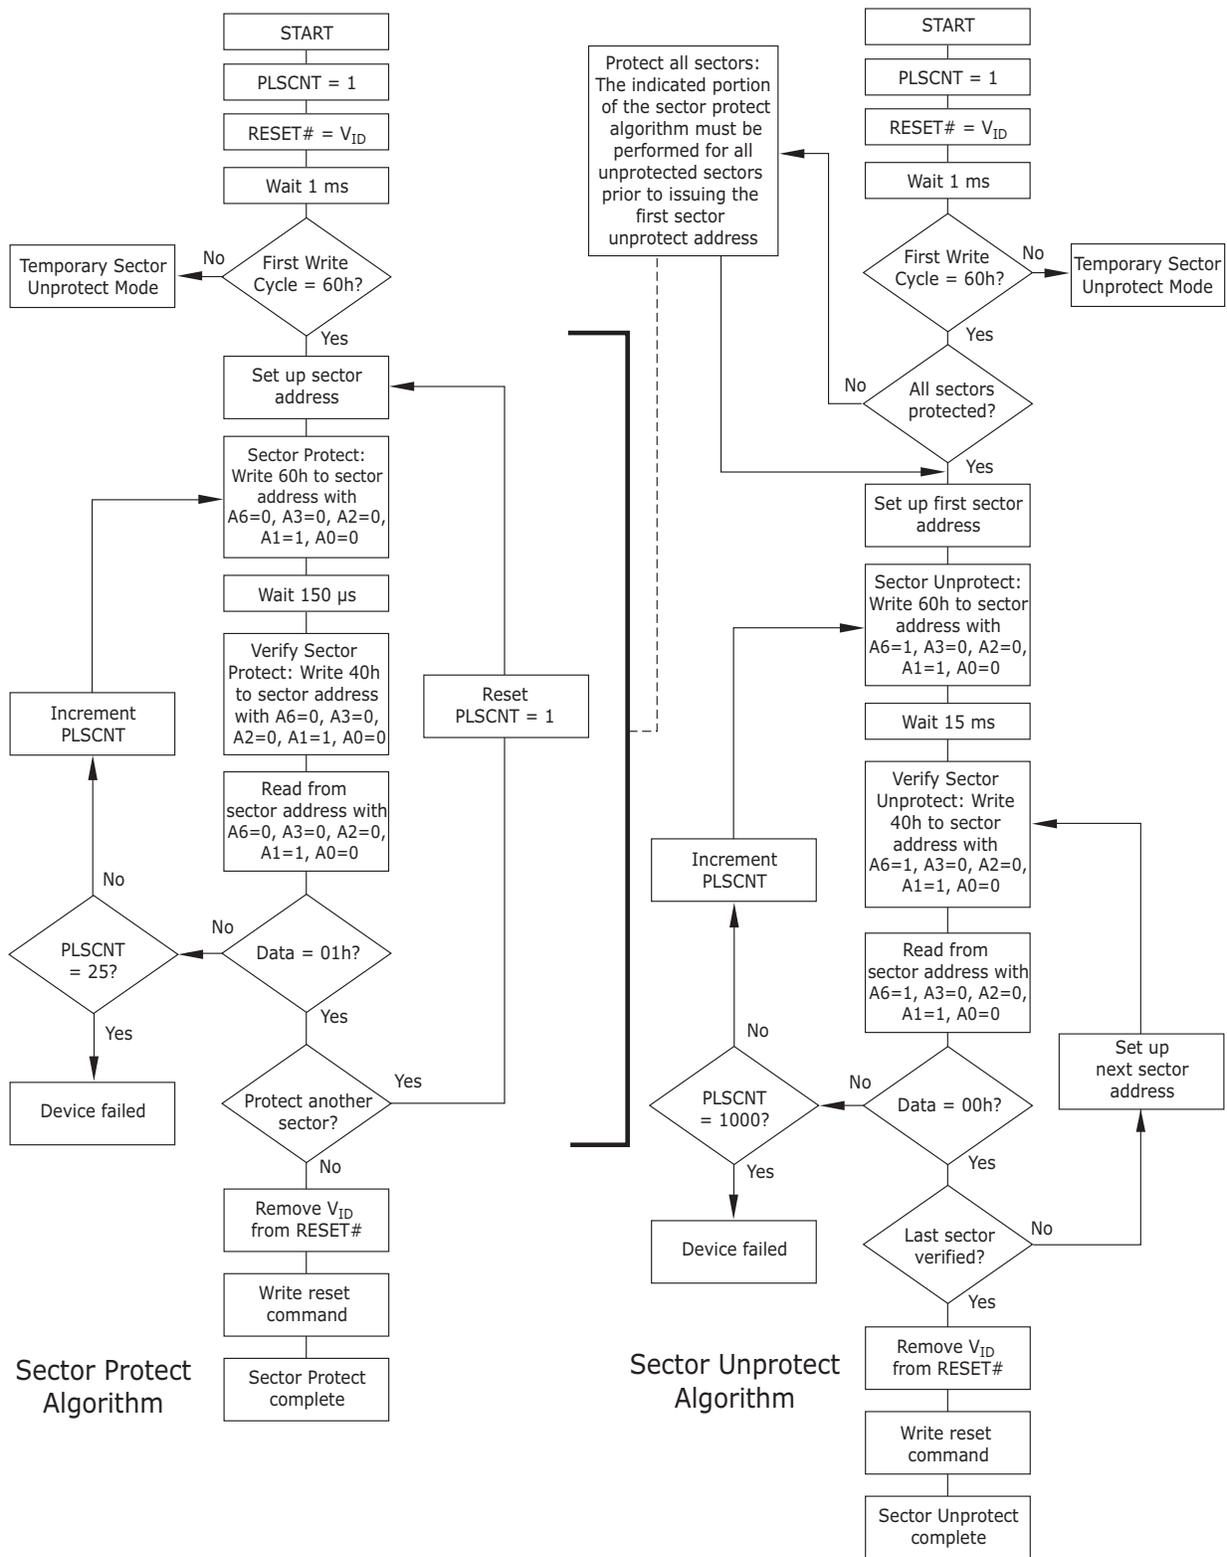 START
PLSCNT = 1
RESET# = VID
Wait 1 ms
First Write
Cycle = 60h?
No
Temporary Sector
Unprotect Mode
Yes
Set up sector
address
Sector Protect:
Write 60h to sector
address with
A6=0, A3=0, A2=0,
A1=1, A0=0
Wait 150 µs
Verify Sector
Protect: Write 40h
to sector address
with A6=0, A3=0,
A2=0, A1=1, A0=0
Read from
sector address with
A6=0, A3=0, A2=0,
A1=1, A0=0
Data = 01h?
No
PLSCNT
= 25?
No
Increment
PLSCNT
Yes
Device failed
Yes
Protect another
sector?
Yes
Reset
PLSCNT = 1
No
Remove VID
from RESET#
Write reset
command
Sector Protect
complete
Sector Protect
Algorithm
START
PLSCNT = 1
RESET# = VID
Wait 1 ms
First Write
Cycle = 60h?
No
Temporary Sector
Unprotect Mode
Yes
All sectors
protected?
No
Protect all sectors:
The indicated portion
of the sector protect
algorithm must be
performed for all
unprotected sectors
prior to issuing the
first sector
unprotect address
Yes
Set up first sector
address
Sector Unprotect:
Write 60h to sector
address with
A6=1, A3=0, A2=0,
A1=1, A0=0
Wait 15 ms
Verify Sector
Unprotect: Write
40h to sector
address with
A6=1, A3=0, A2=0,
A1=1, A0=0
Read from
sector address with
A6=1, A3=0, A2=0,
A1=1, A0=0
Data = 00h?
No
PLSCNT
= 1000?
No
Increment
PLSCNT
Yes
Device failed
Yes
Last sector
verified?
No
Set up
next sector
address
Yes
Remove VID
from RESET#
Write reset
command
Sector Unprotect
complete
Sector Unprotect
Algorithm